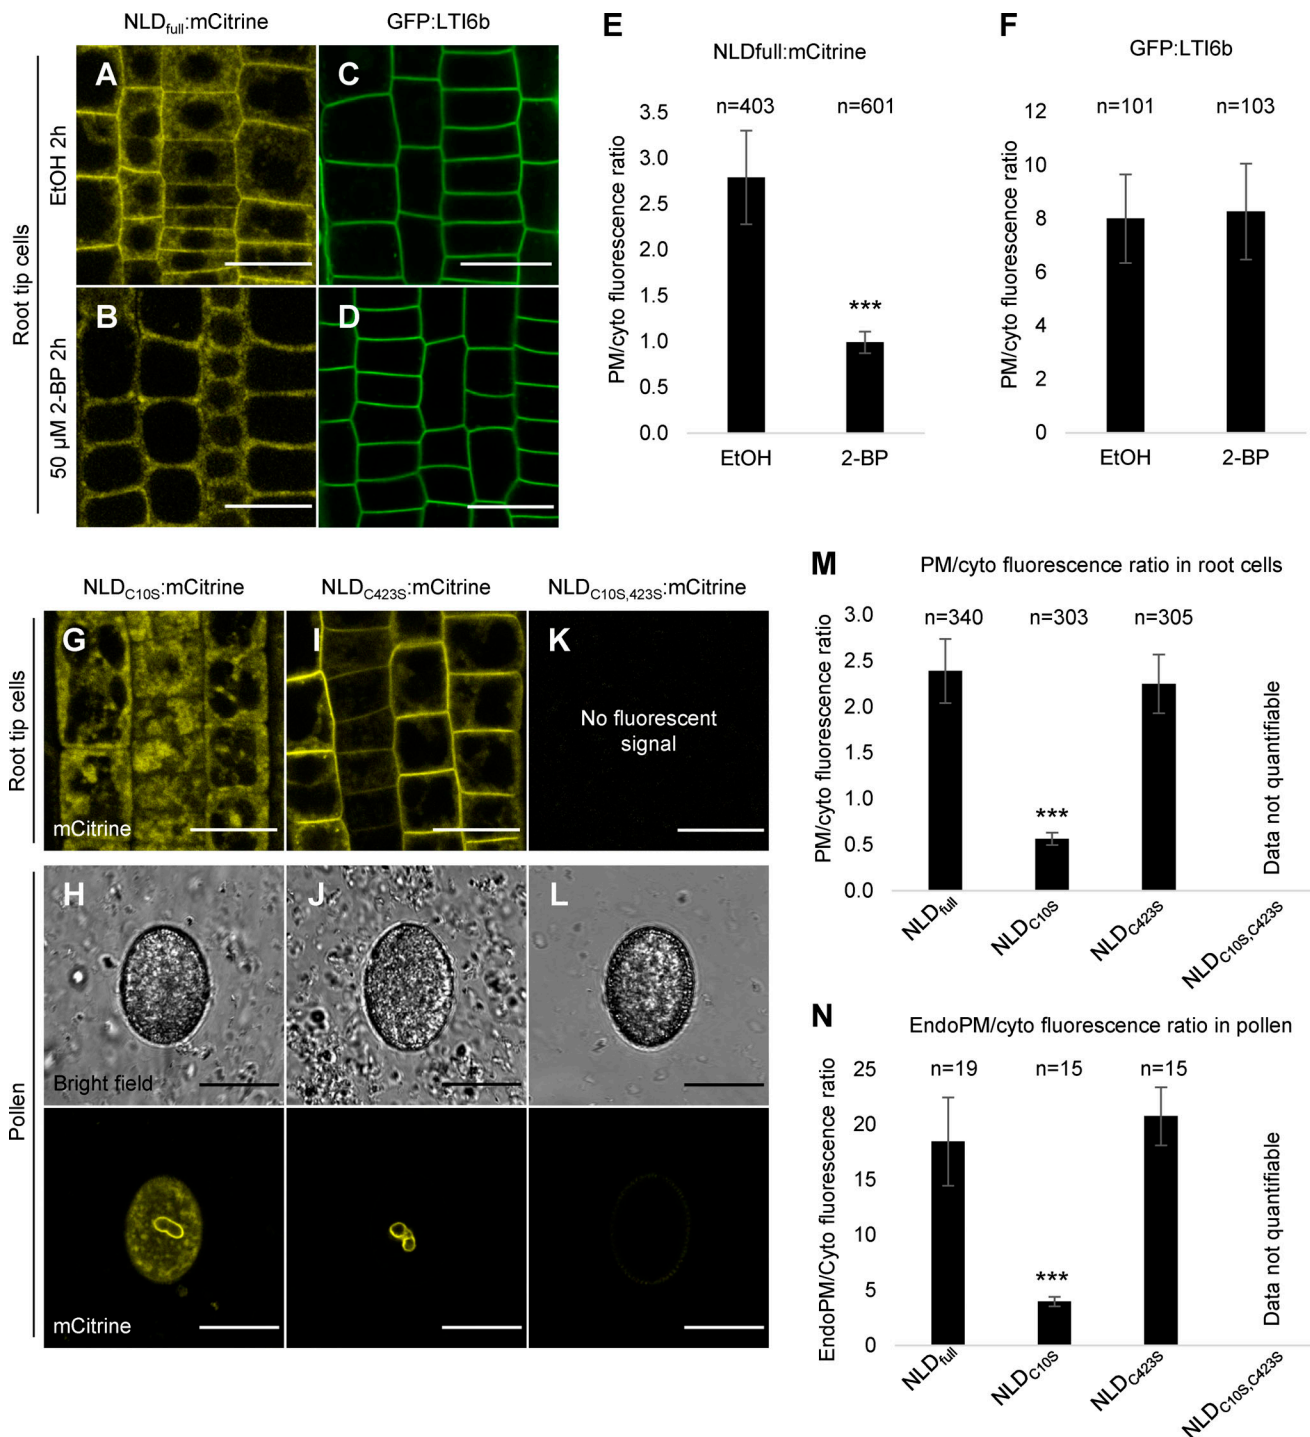 NLDfull:mCitrine
GFP:LTI6b
Root tip cells
EtOH 2h
50 µM 2-BP 2h
A
C
B
D
E
NLDfull:mCitrine
PM/cyto fluorescence ratio
3.5
3.0
2.5
2.0
1.5
1.0
0.5
0.0
n=403
n=601
***
EtOH
2-BP
F
GFP:LTI6b
PM/cyto fluorescence ratio
12
10
8
6
4
2
0
n=101
n=103
EtOH
2-BP
NLDC10S:mCitrine
NLDC423S:mCitrine
NLDC10S,423S:mCitrine
Root tip cells
G
mCitrine
I
K
No fluorescent
signal
Pollen
H
Bright field
J
L
mCitrine
M
PM/cyto fluorescence ratio in root cells
PM/cyto fluorescence ratio
3.0
2.5
2.0
1.5
1.0
0.5
0.0
n=340
n=303
n=305
***
Data not quantifiable
NLDfull
NLDC10S
NLDC423S
NLDC10S,C423S
N
EndoPM/cyto fluorescence ratio in pollen
EndoPM/Cyto fluorescence ratio
25
20
15
10
5
0
n=19
n=15
n=15
***
Data not quantifiable
NLDfull
NLDC10S
NLDC423S
NLDC10S,C423S